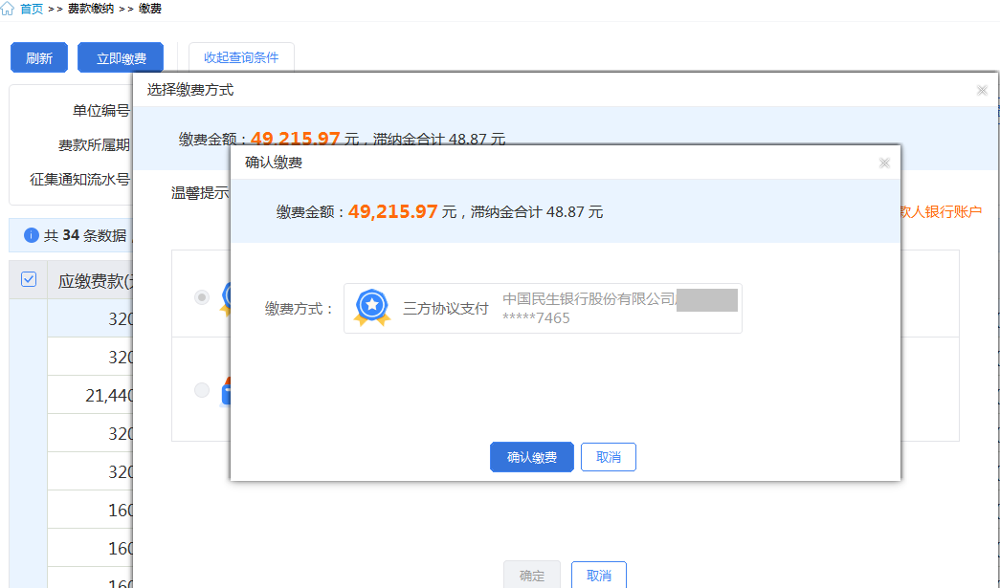 首页 >> 费款缴纳 >> 缴费
刷新
立即缴费
收起查询条件
选择缴费方式
单位编号
缴费金额：49,215.97 元，滞纳金合计 48.87 元
费款所属期
确认缴费
征集通知流水号
温馨提示
缴费金额：49,215.97 元，滞纳金合计 48.87 元
款人银行账户
共 34 条数据，
应缴费款(元
320
320
21,440
320
320
160
160
160
缴费方式：
三方协议支付
中国民生银行股份有限公司
*****7465
确认缴费
取消
确定
取消